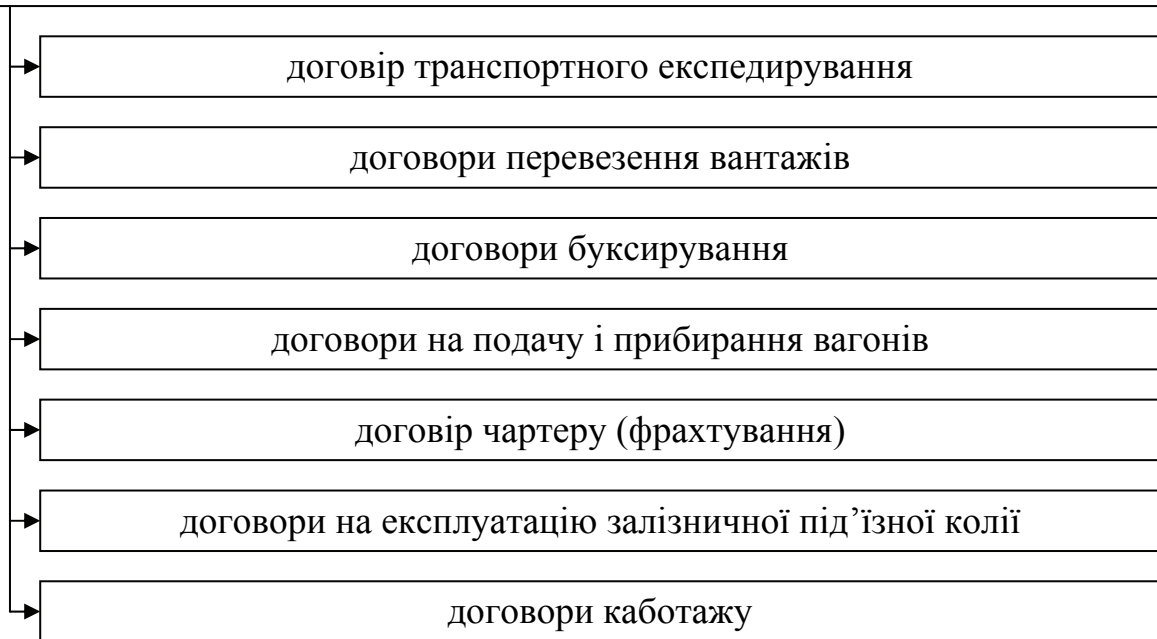 договір транспортного експедирування
договори перевезення вантажів
договори буксирування
договори на подачу і прибирання вагонів
договір чартеру (фрахтування)
договори на експлуатацію залізничної під’їзної колії
договори каботажу